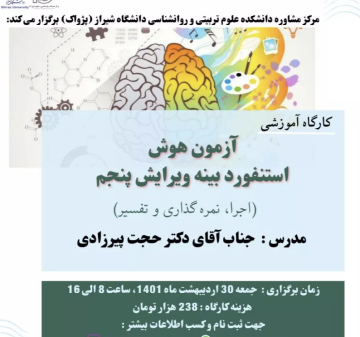 مرکز مشاوره دانشکده علوم تربیتی و روانشناسی دانشگاه شیراز (پژواک) برگزار می کند:
کارگاه آموزشی
آزمون هوش
استنفورد بینه ویرایش پنجم
(اجرا، نمره گذاری و تفسیر)
مدرس : جناب آقای دکتر حجت پیرزادی
زمان برگزاری : جمعه 30 اردیبهشت ماه 1401، ساعت 8 الی 16
هزینه کارگاه : 238 هزار تومان
جهت ثبت نام و کسب اطلاعات بیشتر :